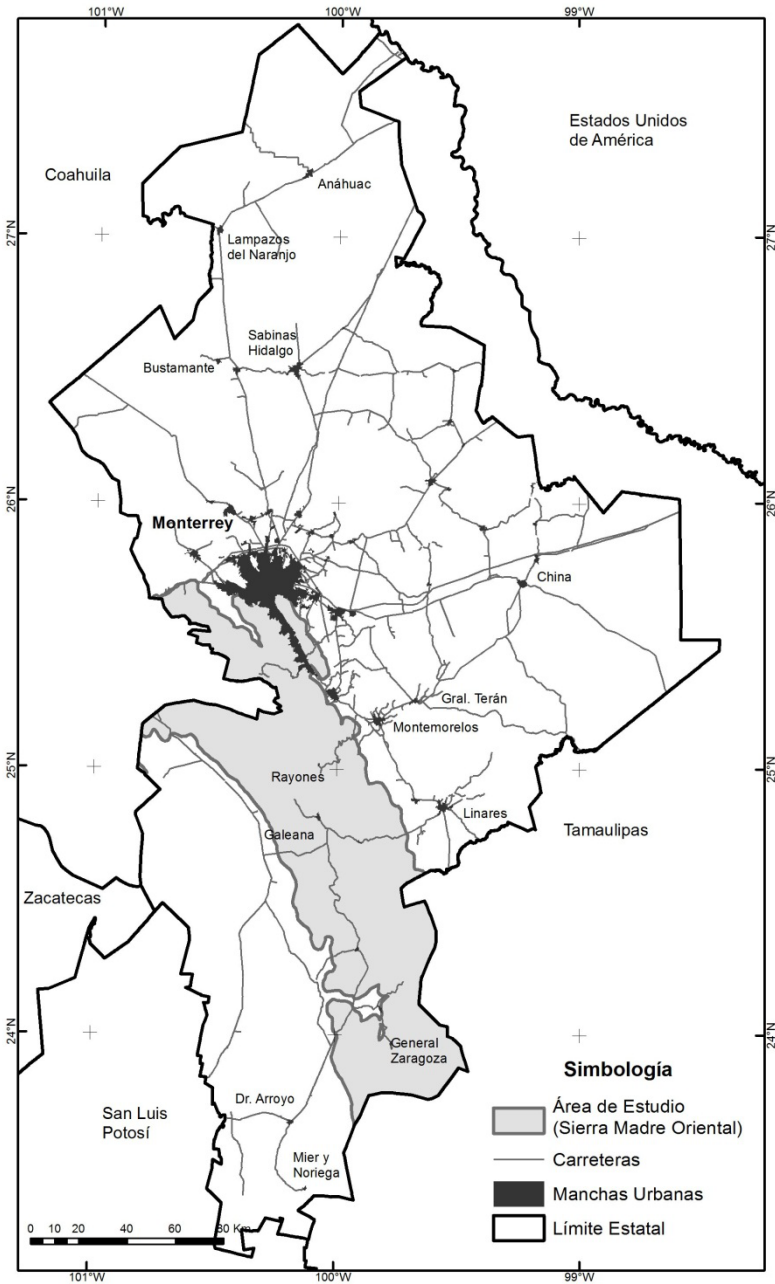 101°W
100°W
99°W
Estados Unidos
de América
Coahuila
Anáhuac
27°N
27°N
Lampazos
del Naranjo
Sabinas
Hidalgo
Bustamante
26°N
26°N
Monterrey
China
Gral. Terán
Montemorelos
25°N
25°N
Rayones
Linares
Galeana
Tamaulipas
Zacatecas
24°N
24°N
General
Zaragoza
Simbología
Dr. Arroyo
San Luis
Potosí
Área de Estudio
(Sierra Madre Oriental)
Mier y
Noriega
Carreteras
Manchas Urbanas
0 10 20 40 60 80 Km
Límite Estatal
101°W
100°W
99°W